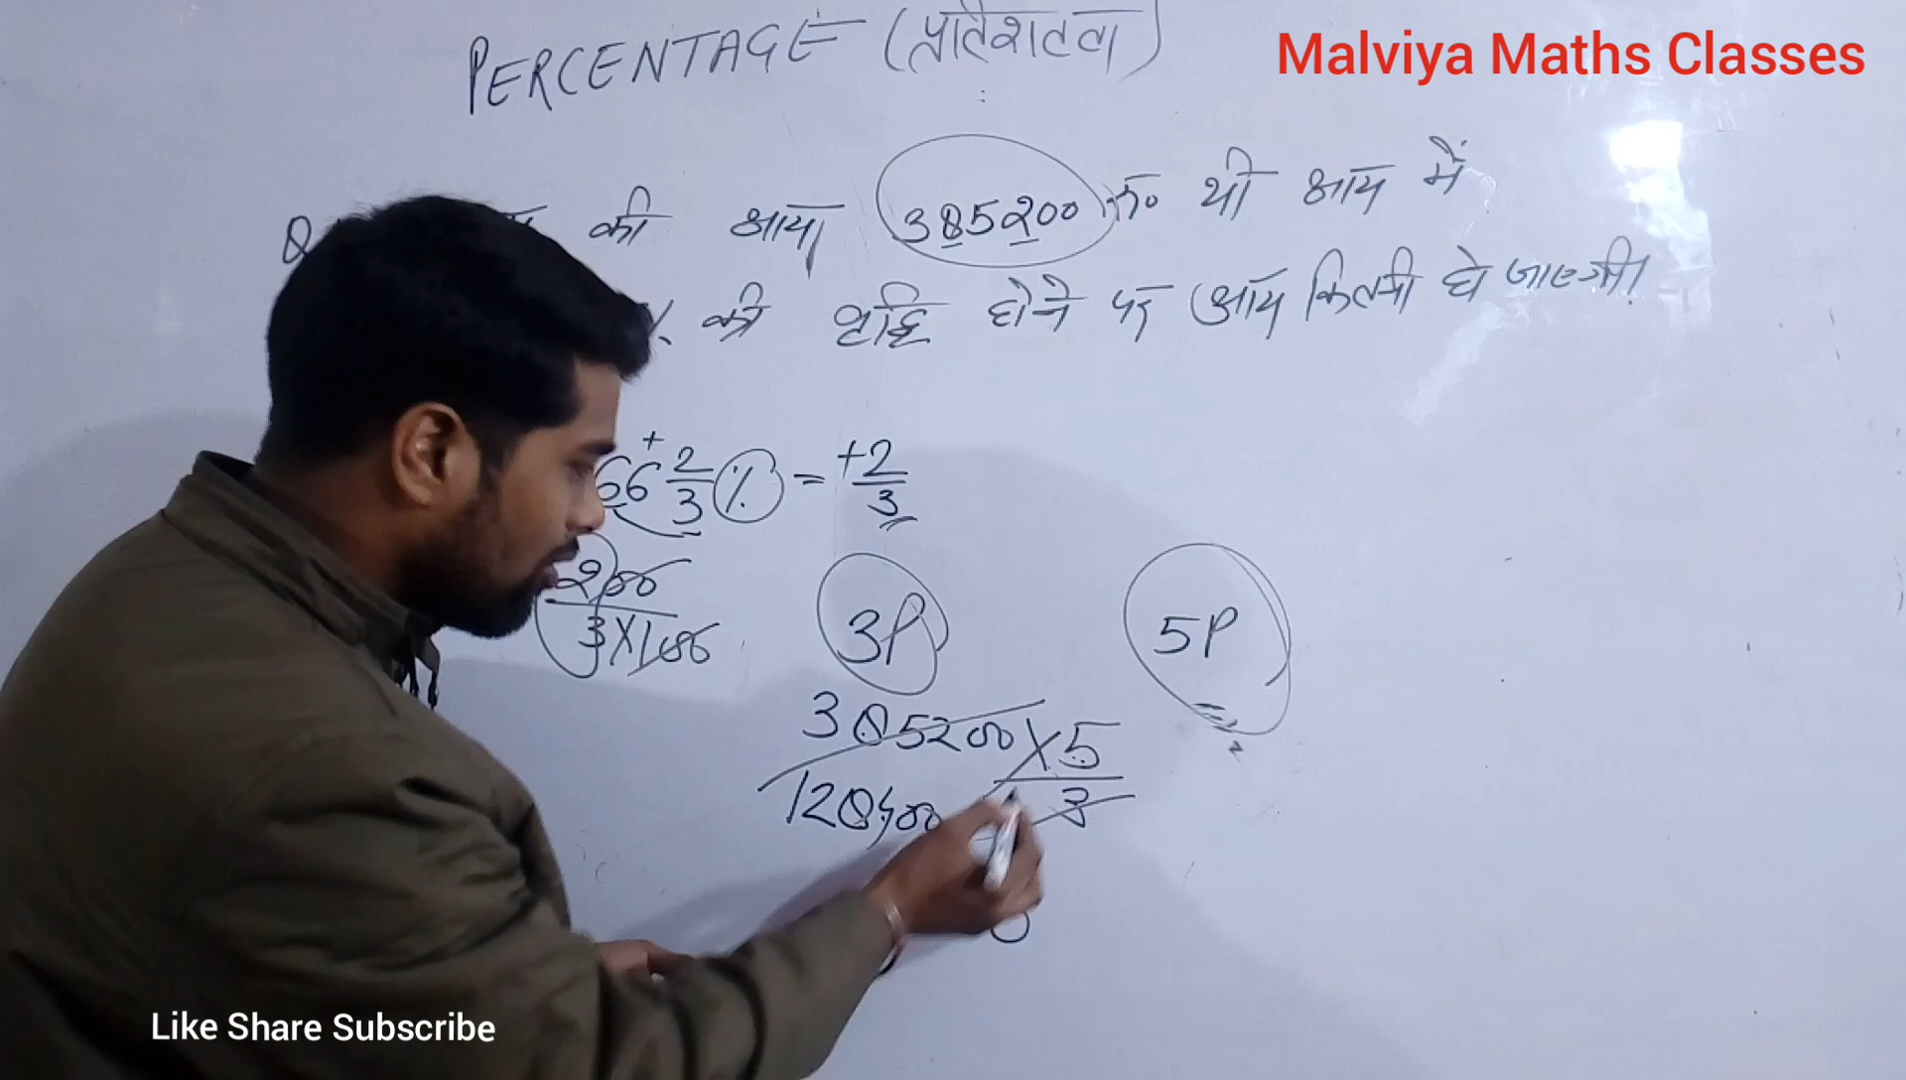 PERCENTAGE (प्रतिशतता)
Malviya Maths Classes
Q की आय 385200 रु० थी आय में
% की वृद्धि होने पर आय कितनी हो जाएगी।
66 2/3 % = +2/3
200 / 3×100
3P 5P
385200×5 / 3
128400
Like Share Subscribe